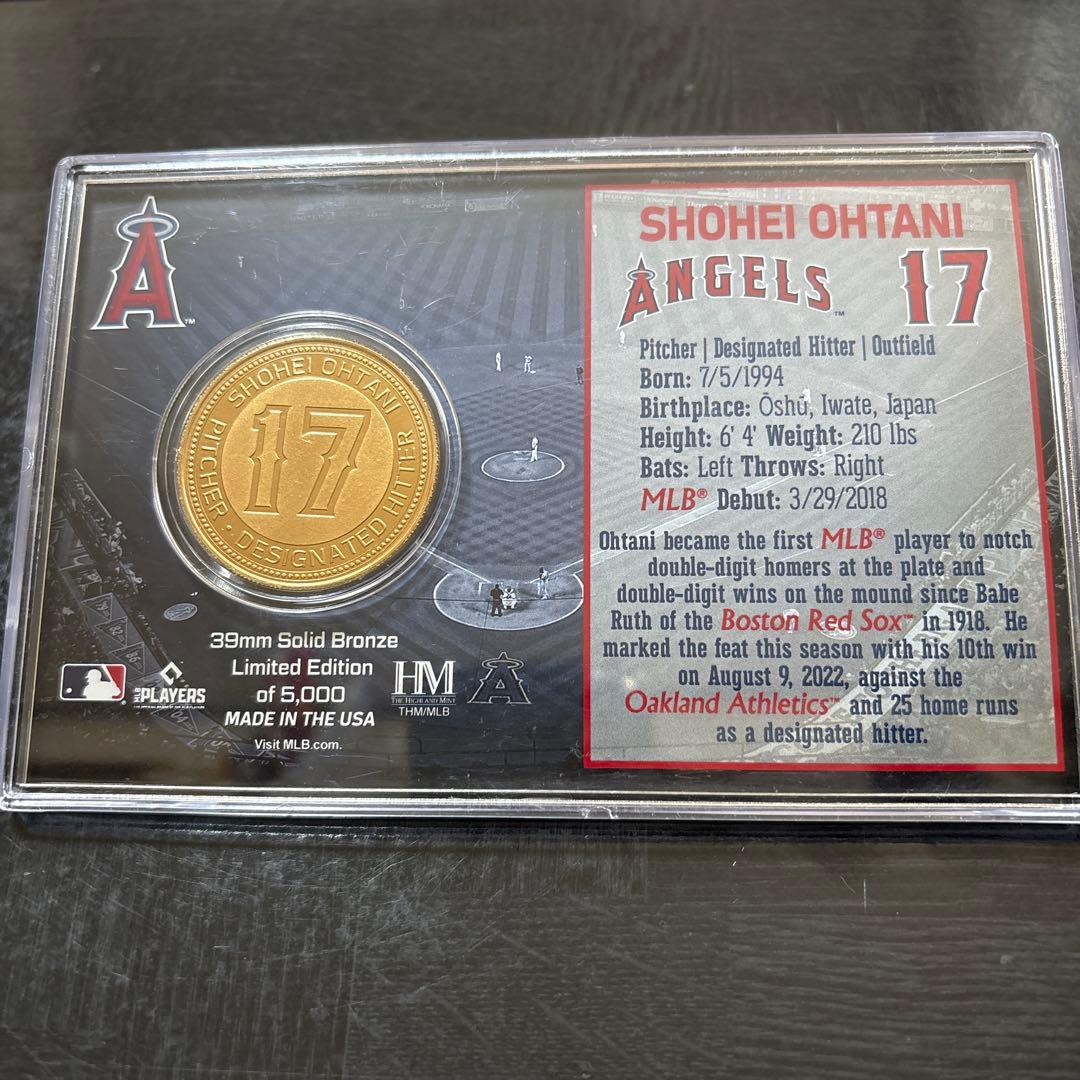 A
SHOHEI OHTANI
17
PITCHER · DESIGNATED HITTER
39mm Solid Bronze
Limited Edition
of 5,000
MADE IN THE USA
Visit MLB.com.
MLB PLAYERS
HM
THE HIGHLAND MINT
THM/MLB
A
SHOHEI OHTANI
ANGELS™ 17
Pitcher | Designated Hitter | Outfield
Born: 7/5/1994
Birthplace: Ōshū, Iwate, Japan
Height: 6' 4' Weight: 210 lbs
Bats: Left Throws: Right
MLB® Debut: 3/29/2018
Ohtani became the first MLB® player to notch
double-digit homers at the plate and
double-digit wins on the mound since Babe
Ruth of the Boston Red Sox™ in 1918. He
marked the feat this season with his 10th win
on August 9, 2022, against the
Oakland Athletics™ and 25 home runs
as a designated hitter.